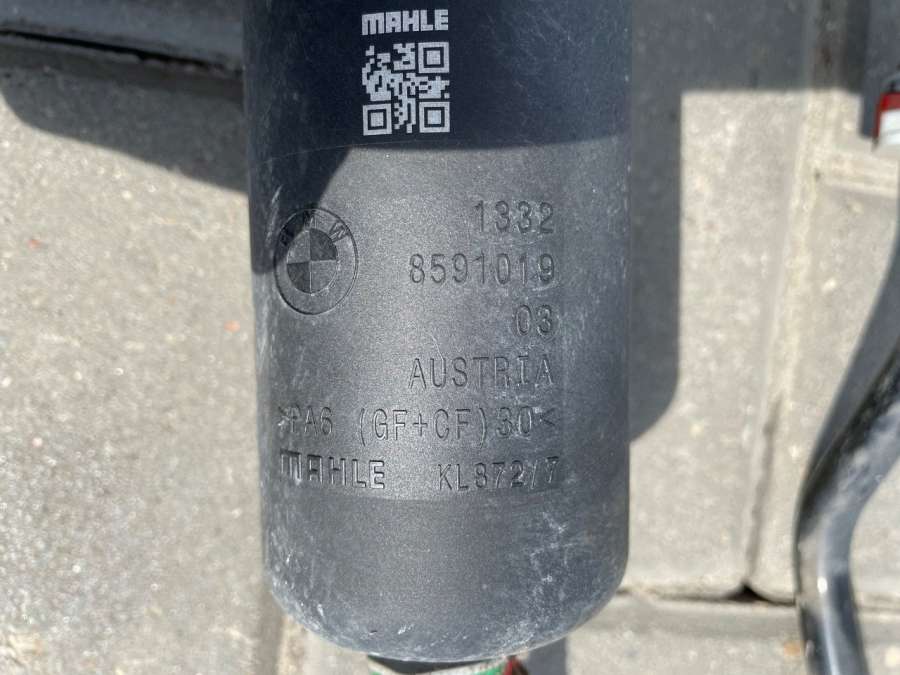 MAHLE
BMW
1332
8591019
03
AUSTRIA
>PA6 (GF+CF)30<
MAHLE KL872/7